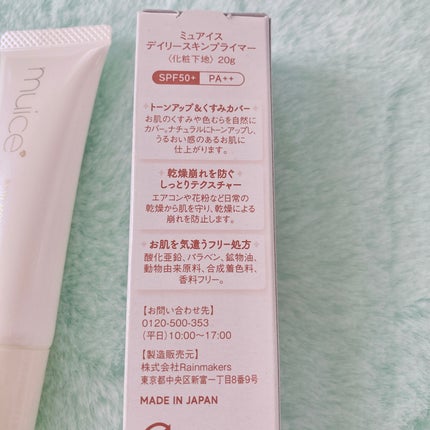 muice
ミュアイス
デイリースキンプライマー
〈化粧下地〉 20g
SPF50+ PA++
トーンアップ&くすみカバー
お肌のくすみや色むらを自然に
カバー。ナチュラルにトーンアップし、
うるおい感のあるお肌に
仕上がります。
乾燥崩れを防ぐ
しっとりテクスチャー
エアコンや花粉など日常の
乾燥から肌を守り、乾燥による
崩れを防止します。
お肌を気遣うフリー処方
酸化亜鉛、パラベン、鉱物油、
動物由来原料、合成着色料、
香料フリー。
【お問い合わせ先】
0120-500-353
(平日)10:00〜17:00
【製造販売元】
株式会社Rainmakers
東京都中央区新富一丁目8番9号
MADE IN JAPAN